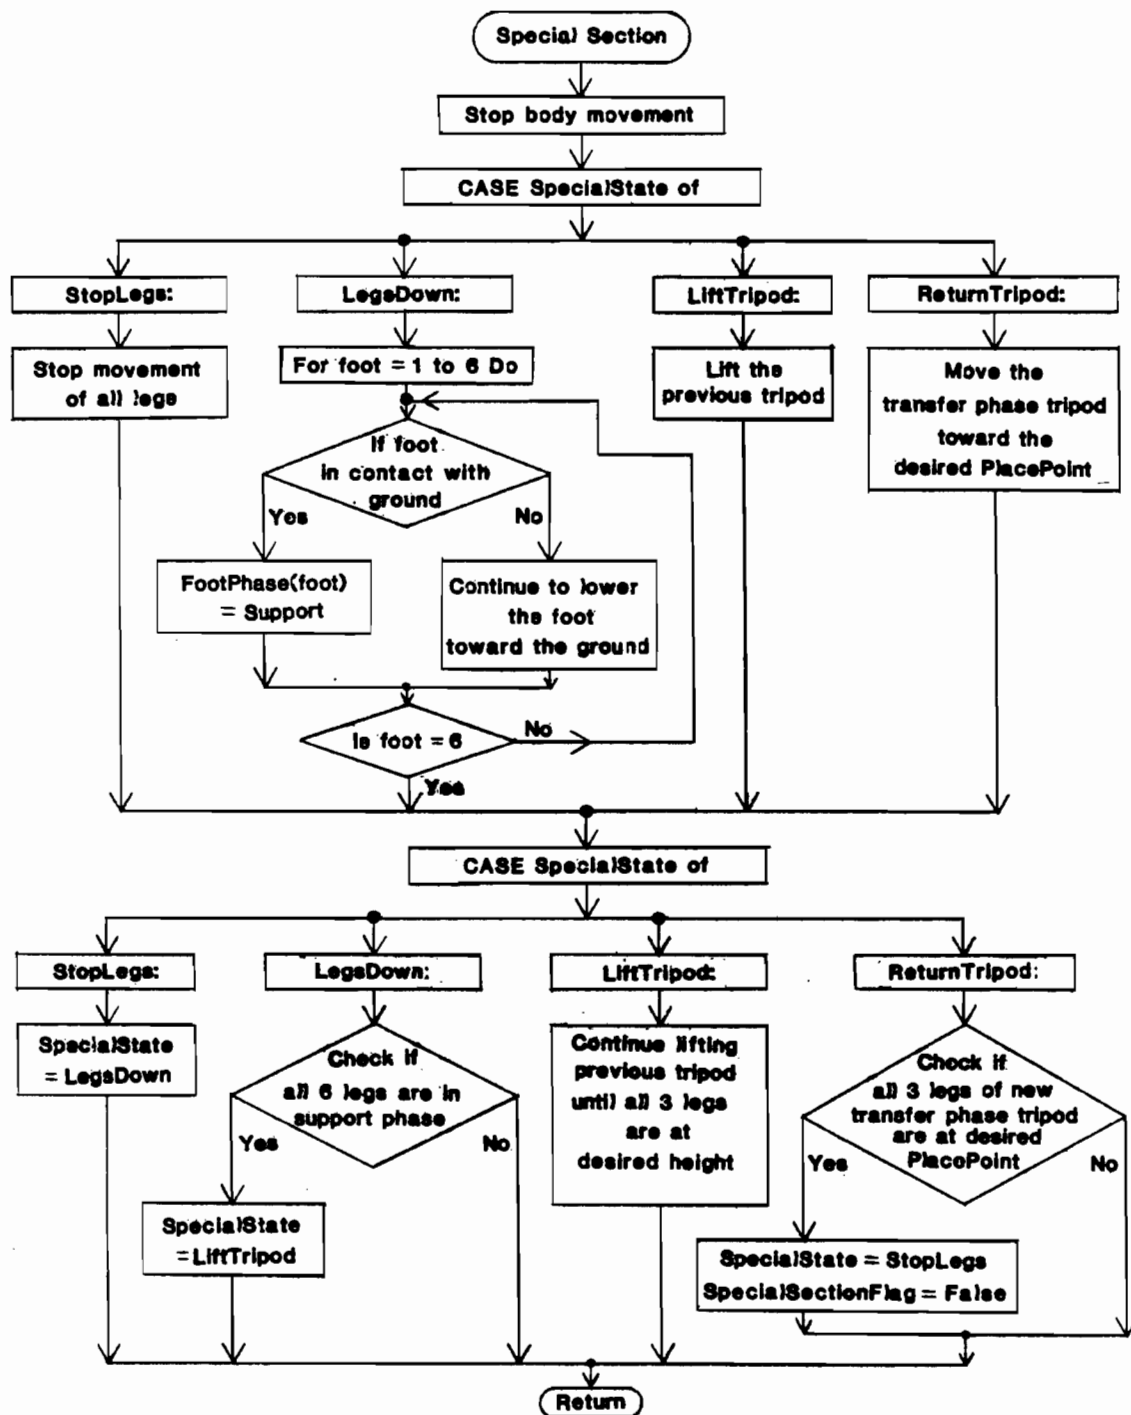 Special Section
Stop body movement
CASE SpecialState of
StopLegs:
LegsDown:
LiftTripod:
ReturnTripod:
Stop movement
of all legs
For foot = 1 to 6 Do
Lift the
previous tripod
Move the
transfer phase tripod
toward the
desired PlacePoint
If foot
in contact with
ground
Yes
No
FootPhase(foot)
= Support
Continue to lower
the foot
toward the ground
Is foot = 6
No
Yes
CASE SpecialState of
StopLegs:
LegsDown:
LiftTripod:
ReturnTripod:
SpecialState
= LegsDown
Check if
all 6 legs are in
support phase
Yes
No
Continue lifting
previous tripod
until all 3 legs
are at
desired height
Check if
all 3 legs of new
transfer phase tripod
are at desired
PlacePoint
Yes
No
SpecialState
= LiftTripod
SpecialState = StopLegs
SpecialSectionFlag = False
Return